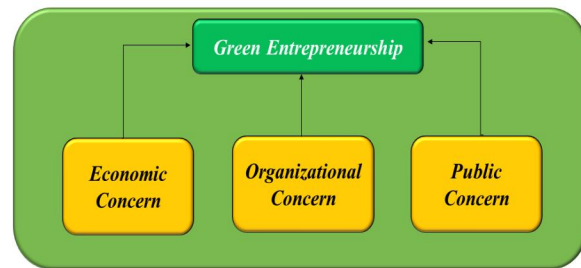 Green Entrepreneurship
Economic
Concern
Organizational
Concern
Public
Concern